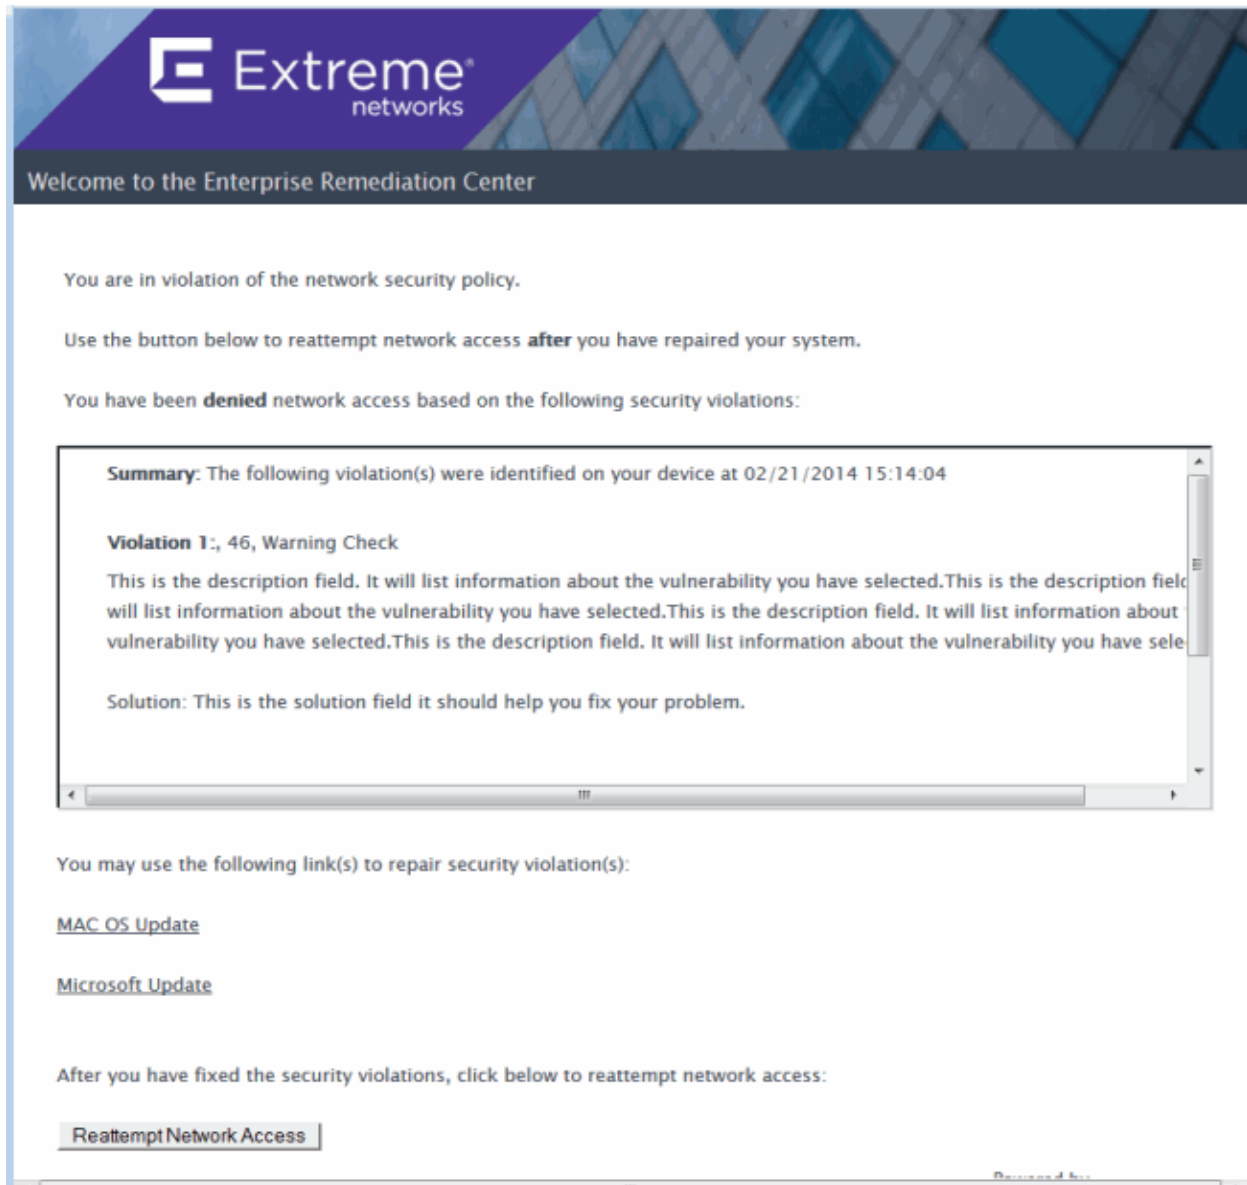 Extreme
networks
Welcome to the Enterprise Remediation Center
You are in violation of the network security policy.
Use the button below to reattempt network access after you have repaired your system.
You have been denied network access based on the following security violations:
Summary: The following violation(s) were identified on your device at 02/21/2014 15:14:04
Violation 1:, 46, Warning Check
This is the description field. It will list information about the vulnerability you have selected.This is the description field
will list information about the vulnerability you have selected.This is the description field. It will list information about
vulnerability you have selected.This is the description field. It will list information about the vulnerability you have sele
Solution: This is the solution field it should help you fix your problem.
You may use the following link(s) to repair security violation(s):
MAC OS Update
Microsoft Update
After you have fixed the security violations, click below to reattempt network access:
Reattempt Network Access